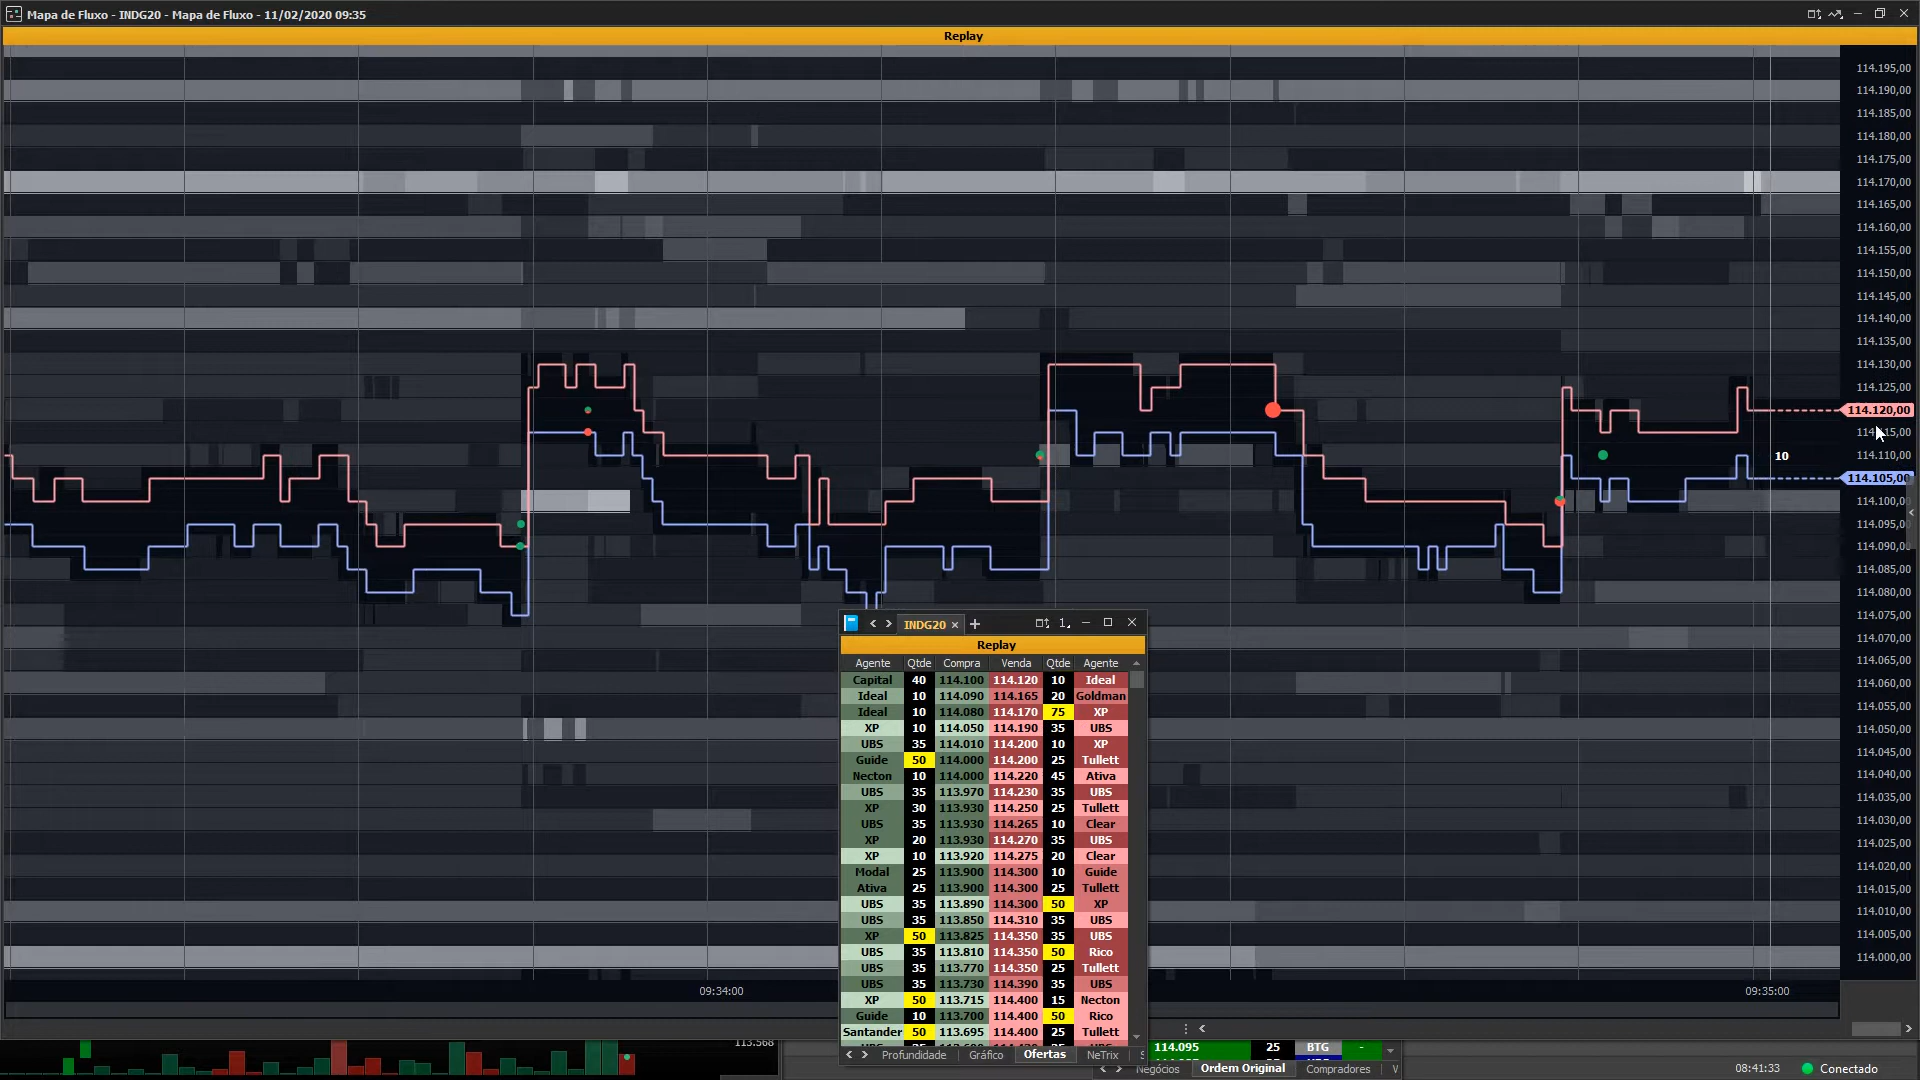 Mapa de Fluxo - INDG20 - Mapa de Fluxo - 11/02/2020 09:35
Replay
114.195,00
114.190,00
114.185,00
114.180,00
114.175,00
114.170,00
114.165,00
114.160,00
114.155,00
114.150,00
114.145,00
114.140,00
114.135,00
114.130,00
114.125,00
114.120,00
114.115,00
10 114.110,00
114.105,00
114.100,00
114.095,00
114.090,00
114.085,00
114.080,00
114.075,00
114.070,00
114.065,00
114.060,00
114.055,00
114.050,00
114.045,00
114.040,00
114.035,00
114.030,00
114.025,00
114.020,00
114.015,00
114.010,00
114.005,00
114.000,00
09:34:00 09:35:00
INDG20 1
Replay
Agente Qtde Compra Venda Qtde Agente
Capital 40 114.100 114.120 10 Ideal
Ideal 10 114.090 114.165 20 Goldman
Ideal 10 114.080 114.170 75 XP
XP 10 114.050 114.190 35 UBS
UBS 35 114.010 114.200 10 XP
Guide 50 114.000 114.200 25 Tullett
Necton 10 114.000 114.220 45 Ativa
UBS 35 113.970 114.230 35 UBS
XP 30 113.930 114.250 25 Tullett
UBS 35 113.930 114.265 10 Clear
XP 20 113.930 114.270 35 UBS
XP 10 113.920 114.275 20 Clear
Modal 25 113.900 114.300 10 Guide
Ativa 25 113.900 114.300 25 Tullett
UBS 35 113.890 114.300 50 XP
UBS 35 113.850 114.310 35 UBS
XP 50 113.825 114.350 35 UBS
UBS 35 113.810 114.350 50 Rico
UBS 35 113.770 114.350 25 Tullett
UBS 35 113.730 114.390 35 UBS
XP 50 113.715 114.400 15 Necton
Guide 10 113.700 114.400 50 Rico
Santander 50 113.695 114.400 25 Tullett
Profundidade Gráfico Ofertas NeTrix
113.568
114.095 25 BTG -
Negócios Ordem Original Compradores
08:41:33 Conectado